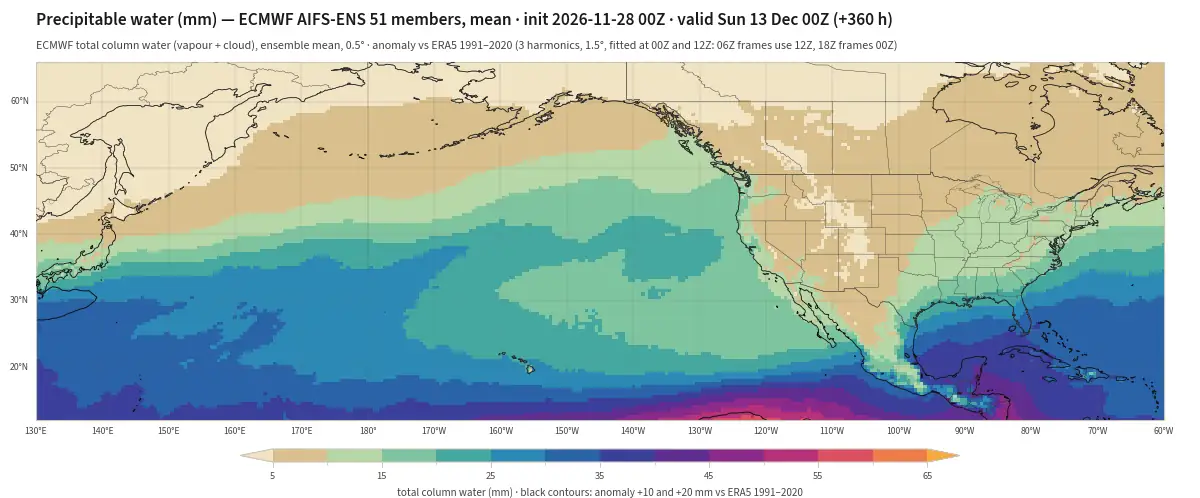 Precipitable water (mm) — ECMWF AIFS-ENS 51 members, mean · init 2026-11-28 00Z · valid Sun 13 Dec 00Z (+360 h)
ECMWF total column water (vapour + cloud), ensemble mean, 0.5° · anomaly vs ERA5 1991–2020 (3 harmonics, 1.5°, fitted at 00Z and 12Z: 06Z frames use 12Z, 18Z frames 00Z)
60°N
50°N
40°N
30°N
20°N
130°E 140°E 150°E 160°E 170°E 180° 170°W 160°W 150°W 140°W 130°W 120°W 110°W 100°W 90°W 80°W 70°W 60°W
5 15 25 35 45 55 65
total column water (mm) · black contours: anomaly +10 and +20 mm vs ERA5 1991–2020